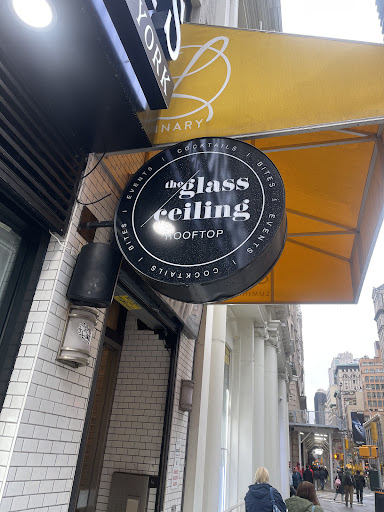 YORK
INARY
the glass
ceiling
ROOFTOP
COCKTAILS | BITES | EVENTS | COCKTAILS | BITES | EVENTS |